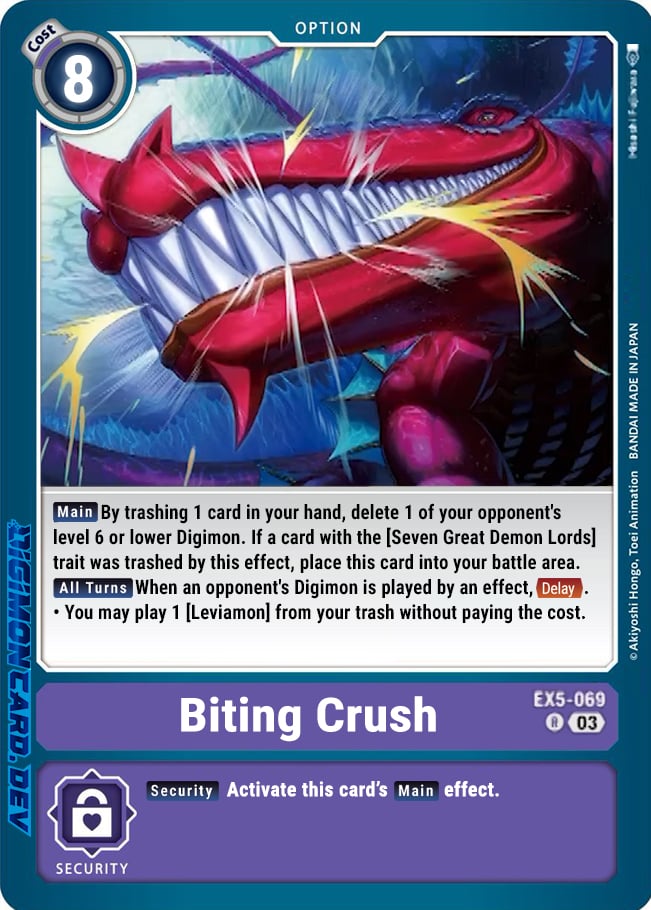 OPTION
Cost
8
Main By trashing 1 card in your hand, delete 1 of your opponent's
level 6 or lower Digimon. If a card with the [Seven Great Demon Lords]
trait was trashed by this effect, place this card into your battle area.
All Turns When an opponent's Digimon is played by an effect, Delay.
• You may play 1 [Leviamon] from your trash without paying the cost.
Biting Crush
EX5-069
R 03
Security Activate this card's Main effect.
SECURITY
DIGIMONCARD.DEV
Hisashi Fujiwara
© Akiyoshi Hongo, Toei Animation BANDAI MADE IN JAPAN